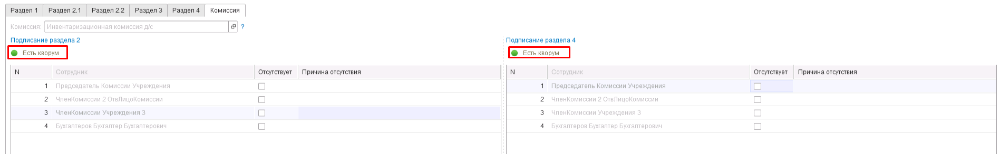 Раздел 1 Раздел 2.1 Раздел 2.2 Раздел 3 Раздел 4 Комиссия
Комиссия: Инвентаризационная комиссия д/с ?
Подписание раздела 2
Есть кворум
N Сотрудник Отсутствует Причина отсутствия
1 Председатель Комиссии Учреждения
2 ЧленКомиссии 2 ОтвЛицоКомиссии
3 ЧленКомиссии Учреждения 3
4 Бухгалтеров Бухгалтер Бухгалтерович
Подписание раздела 4
Есть кворум
N Сотрудник Отсутствует Причина отсутствия
1 Председатель Комиссии Учреждения
2 ЧленКомиссии 2 ОтвЛицоКомиссии
3 ЧленКомиссии Учреждения 3
4 Бухгалтеров Бухгалтер Бухгалтерович